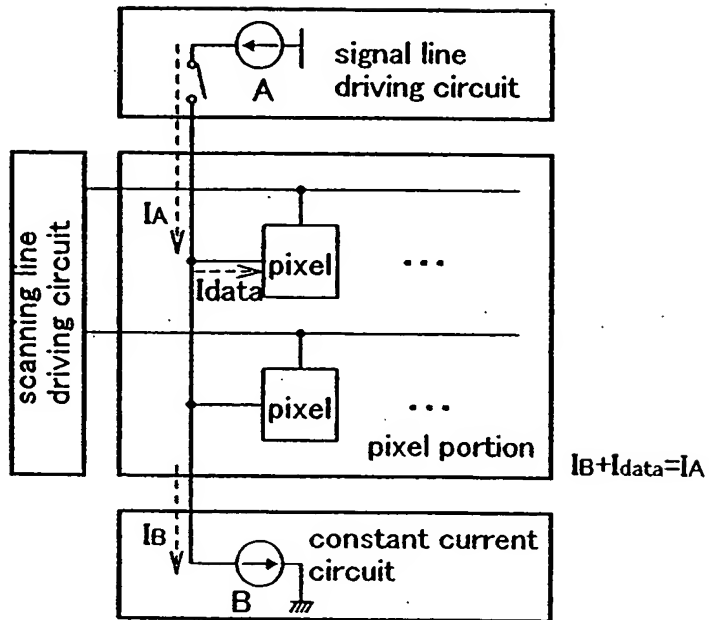 signal line
driving circuit
A
scanning line
driving circuit
IA
pixel
Idata
...
pixel
...
pixel portion
IB+Idata=IA
IB
constant current
circuit
B